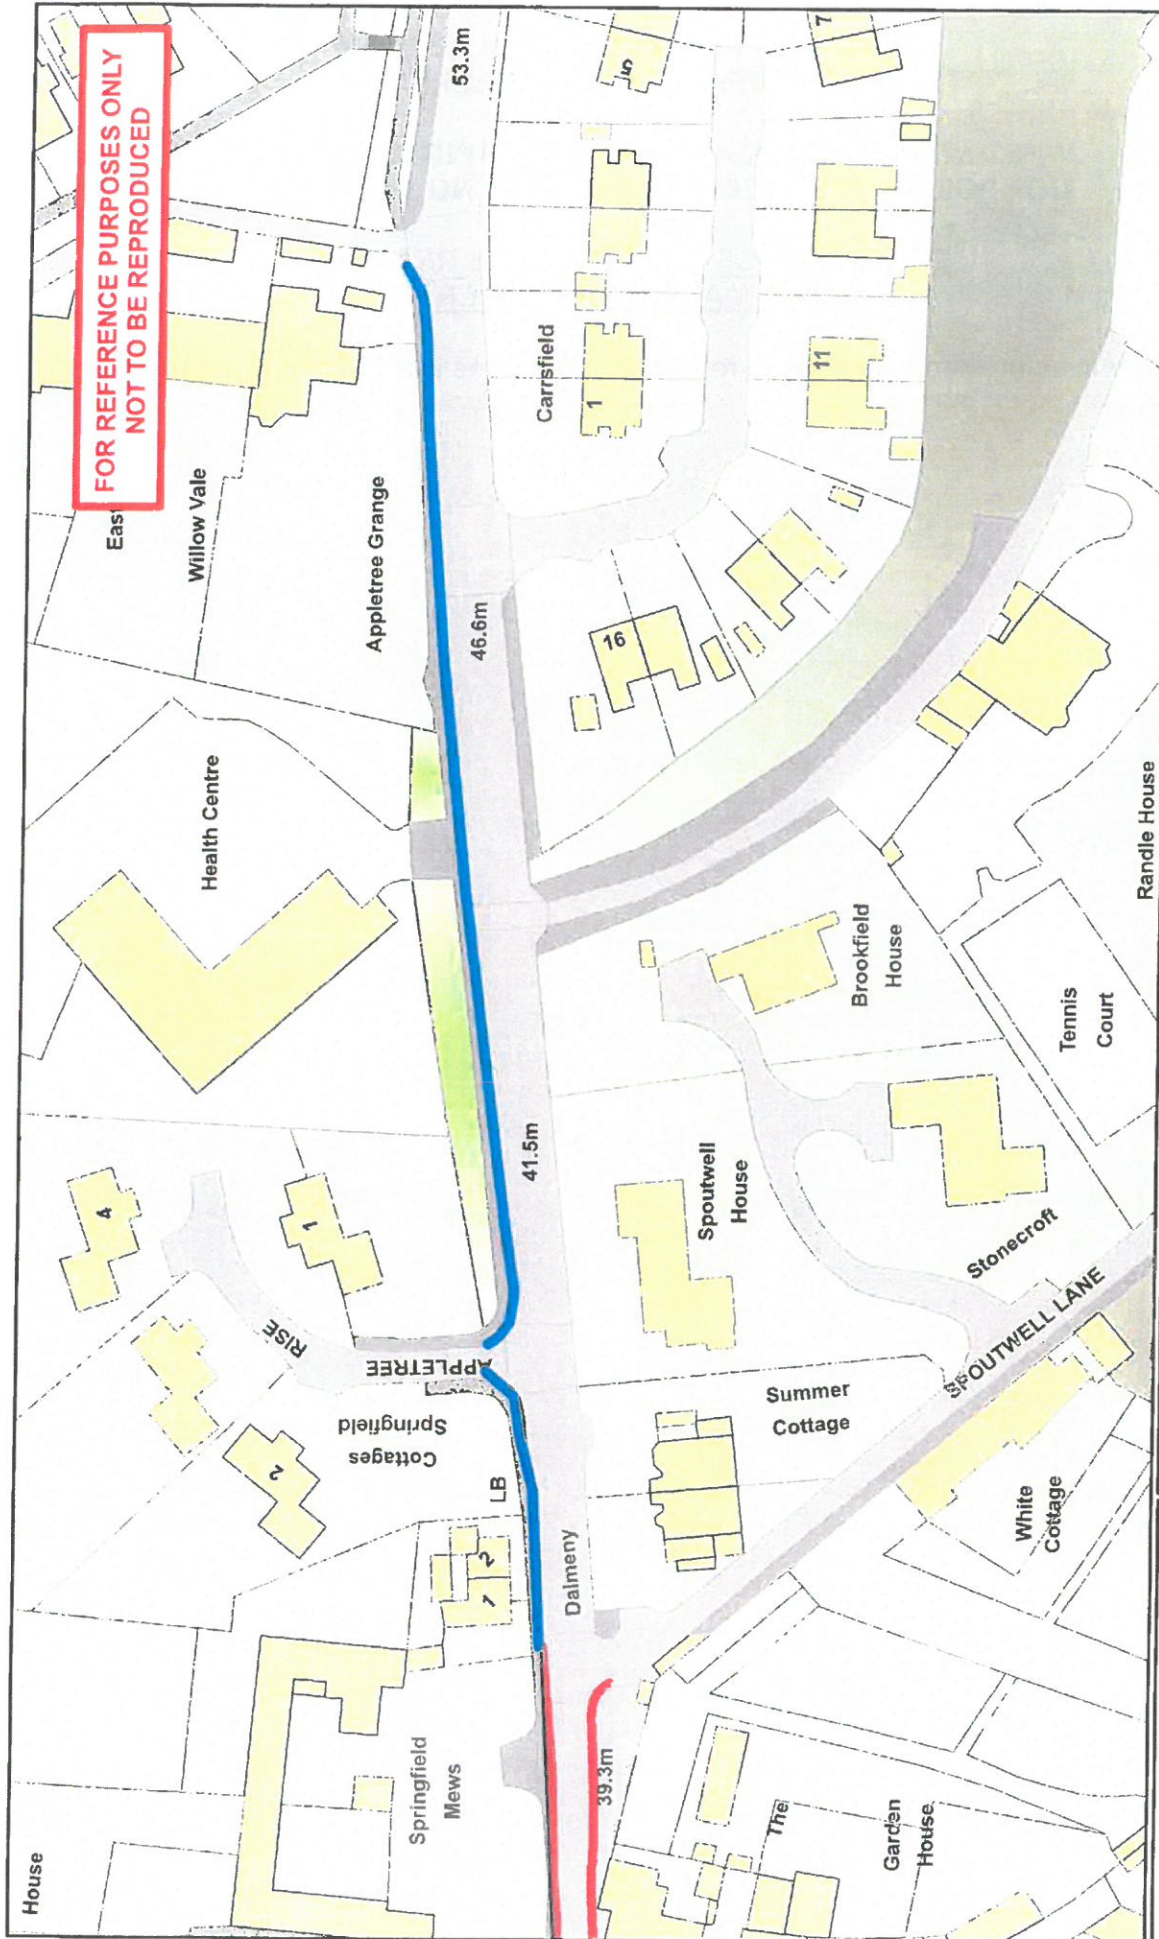 FOR REFERENCE PURPOSES ONLY
NOT TO BE REPRODUCED
House
Springfield
Mews
1
2
2
Springfield
Cottages
LB
APPLETREE
RISE
4
1
Health Centre
East
Willow Vale
Appletree Grange
Dalmeny
39.3m
41.5m
46.6m
53.3m
The
Garden
House
White
Cottage
Summer
Cottage
SPOUTWELL LANE
Stonecroft
Spoutwell
House
Brookfield
House
Tennis
Court
Randle House
16
Carrsfield
1
11
5
7